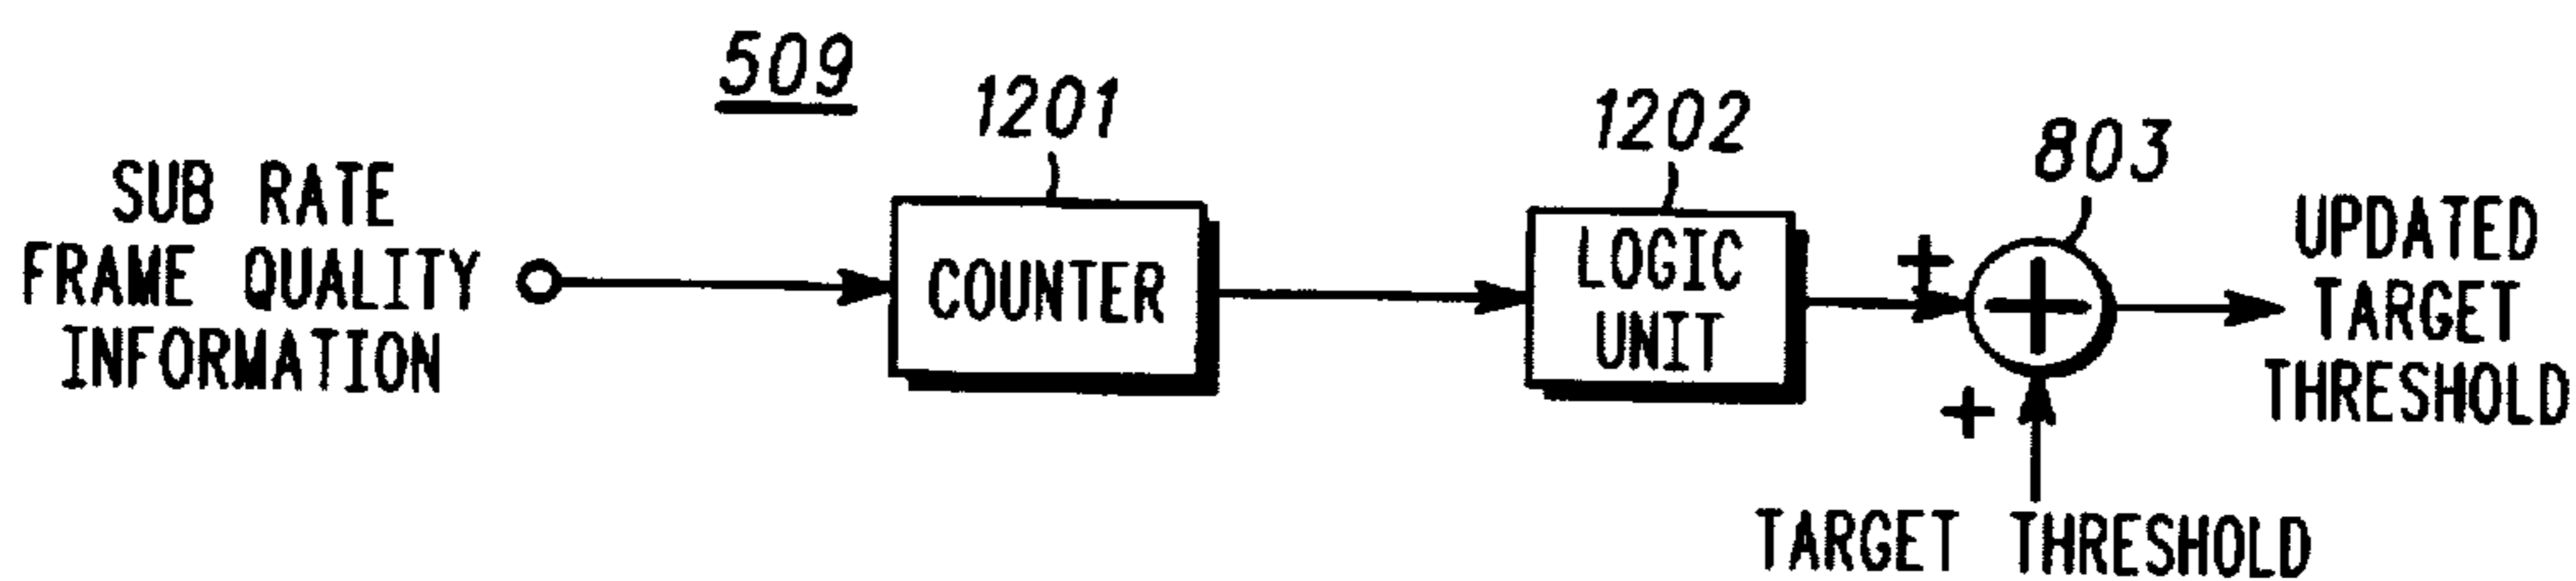 509
1201
1202
803
SUB RATE
FRAME QUALITY
INFORMATION
COUNTER
LOGIC
UNIT
+
+
+
UPDATED
TARGET
THRESHOLD
TARGET THRESHOLD